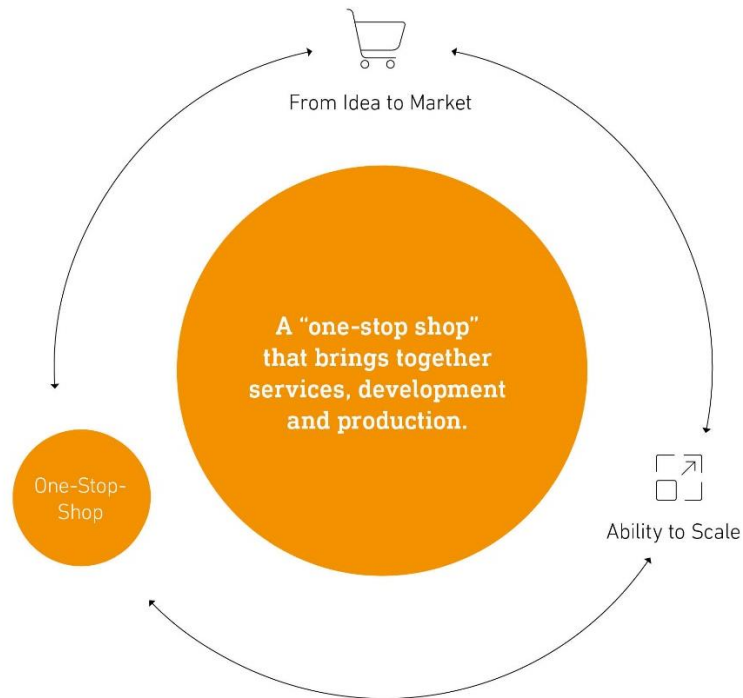 From Idea to Market
A “one-stop shop”
that brings together
services, development
and production.
One-Stop-
Shop
Ability to Scale